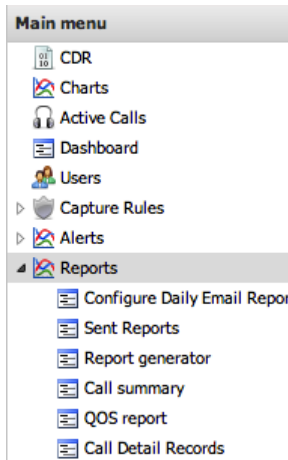 Main menu
CDR
Charts
Active Calls
Dashboard
Users
Capture Rules
Alerts
Reports
Configure Daily Email Repor
Sent Reports
Report generator
Call summary
QOS report
Call Detail Records